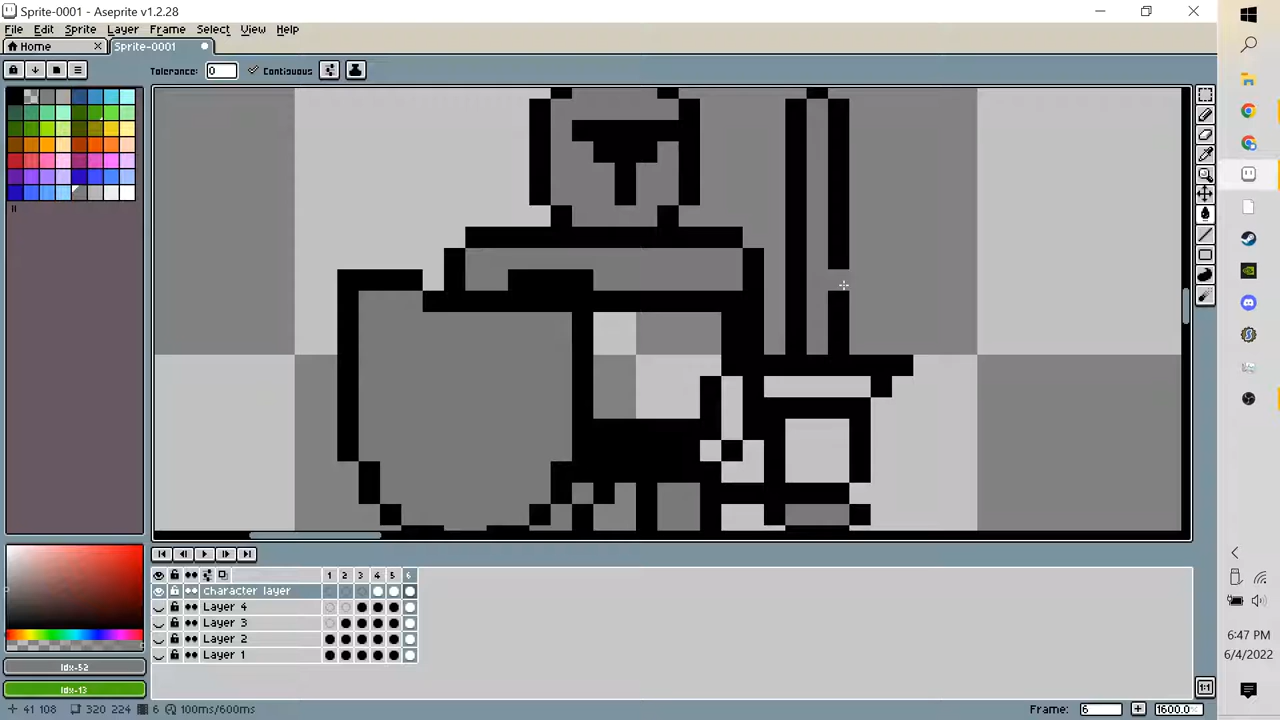 Sprite-0001 - Aseprite v1.2.28
File Edit Sprite Layer Frame Select View Help
Home Sprite-0001
Tolerance: 0 Contiguous
1 2 3 4 5 6
Character layer
Layer 4
Layer 3
Layer 2
Layer 1
Idx-52
Idx-13
41 108 320 224 6 100ms/600ms Frame: 6 1600.0%
1:1
6:47 PM
6/4/2022